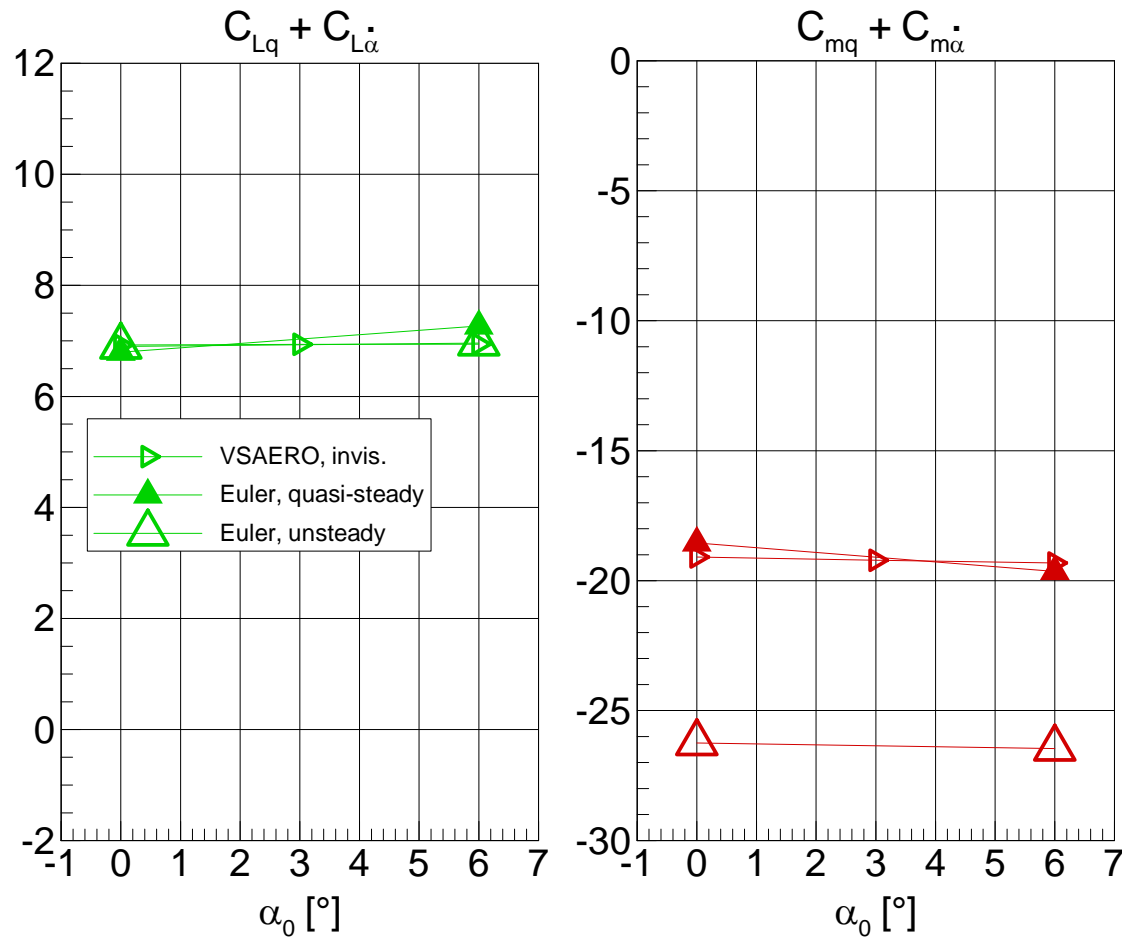 C_Lq + C_Lα̇
12
10
8
6
4
2
0
-2
-1 0 1 2 3 4 5 6 7
α_0 [°]
VSAERO, invis.
Euler, quasi-steady
Euler, unsteady
C_mq + C_mα̇
0
-5
-10
-15
-20
-25
-30
-1 0 1 2 3 4 5 6 7
α_0 [°]